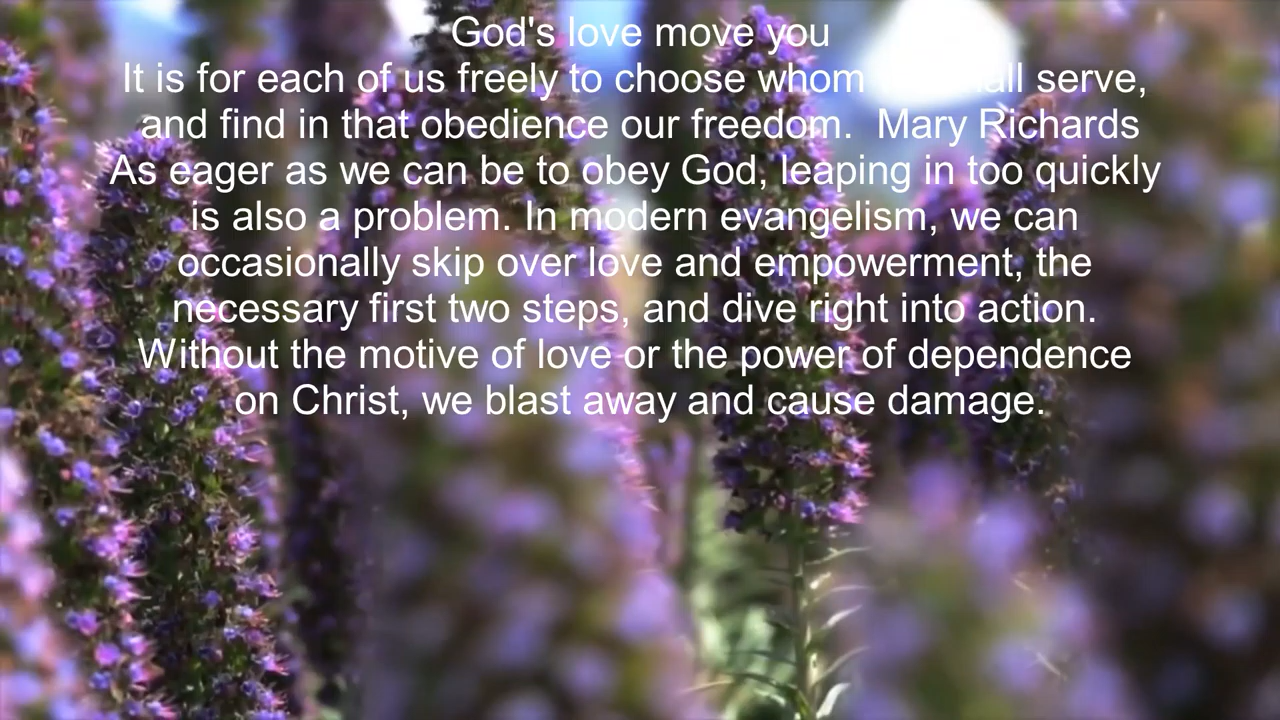 God's love move you
It is for each of us freely to choose whom shall serve,
and find in that obedience our freedom.  Mary Richards
As eager as we can be to obey God, leaping in too quickly
is also a problem. In modern evangelism, we can
occasionally skip over love and empowerment, the
necessary first two steps, and dive right into action.
Without the motive of love or the power of dependence
on Christ, we blast away and cause damage.